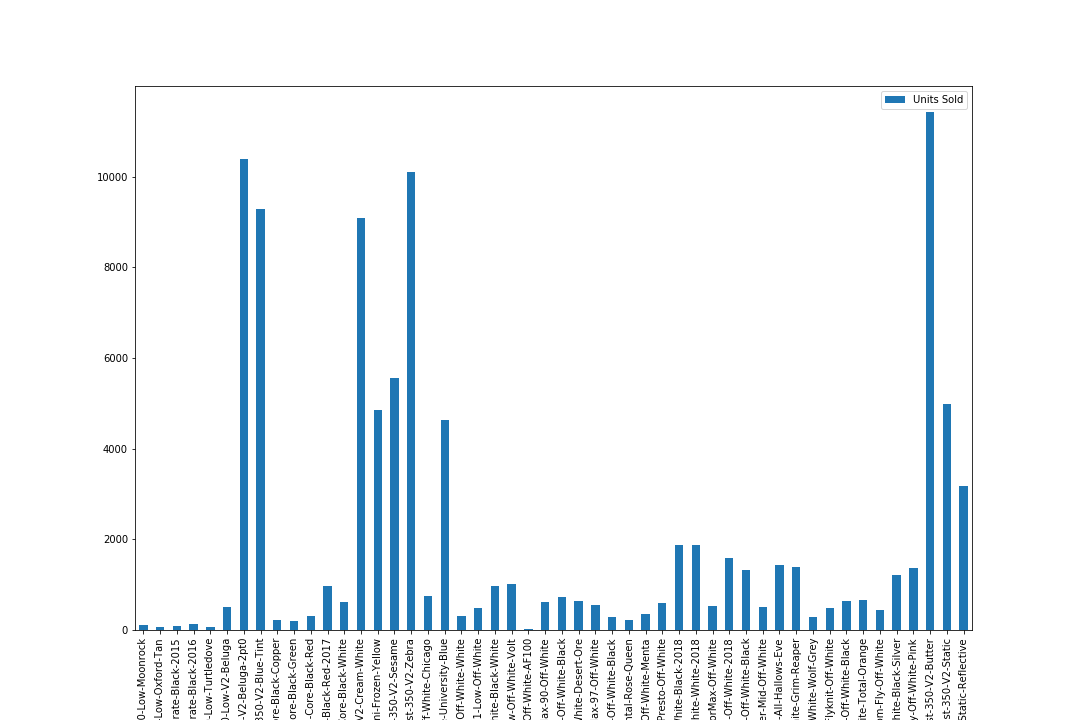 Units Sold
10000
8000
6000
4000
2000
0
0-Low-Moonrock
-Low-Oxford-Tan
rate-Black-2015
rate-Black-2016
-Low-Turtledove
0-Low-V2-Beluga
-V2-Beluga-2pt0
350-V2-Blue-Tint
ore-Black-Copper
ore-Black-Green
-Core-Black-Red
-Black-Red-2017
ore-Black-White
V2-Cream-White
ni-Frozen-Yellow
-350-V2-Sesame
st-350-V2-Zebra
f-White-Chicago
-University-Blue
Off-White-White
1-Low-Off-White
hite-Black-White
w-Off-White-Volt
Off-White-AF100
ax-90-Off-White
-Off-White-Black
White-Desert-Ore
ax-97-Off-White
-Off-White-Black
ntal-Rose-Queen
Off-White-Menta
Presto-Off-White
White-Black-2018
hite-White-2018
orMax-Off-White
-Off-White-2018
-Off-White-Black
er-Mid-Off-White
-All-Hallows-Eve
ite-Grim-Reaper
White-Wolf-Grey
Flyknit-Off-White
-Off-White-Black
ite-Total-Orange
om-Fly-Off-White
hite-Black-Silver
y-Off-White-Pink
st-350-V2-Butter
st-350-V2-Static
Static-Reflective